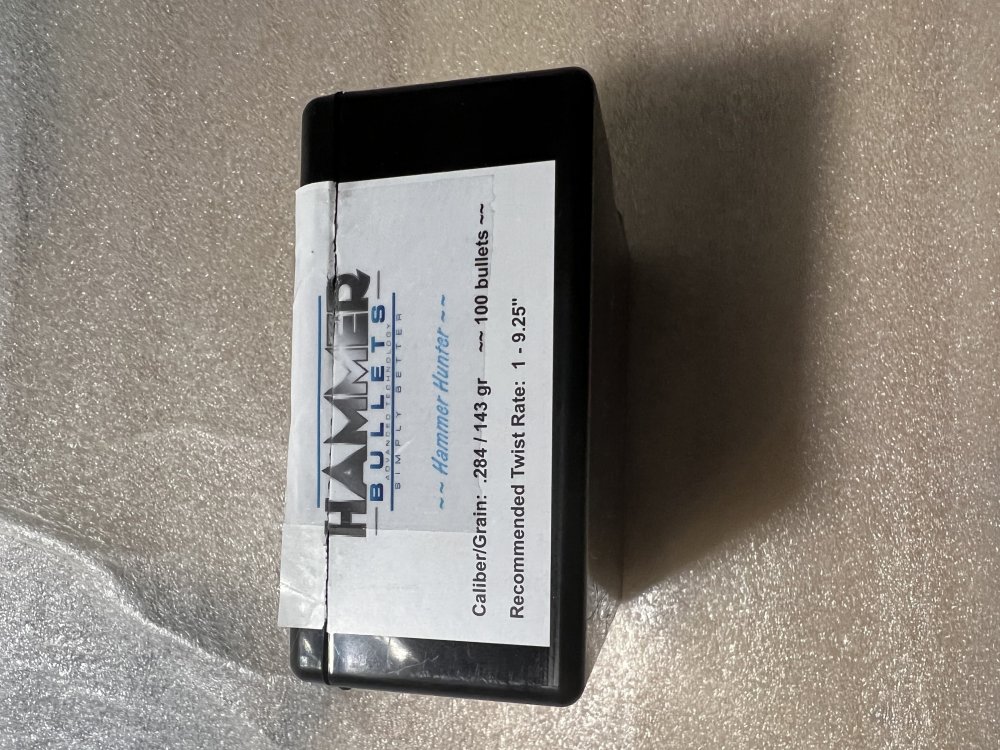 HAMMER
BULLETS
ADVANCED TECHNOLOGY
SIMPLY BETTER
~ ~ Hammer Hunter ~ ~
Caliber/Grain: .284 / 143 gr ~~ 100 bullets ~~
Recommended Twist Rate: 1 - 9.25"